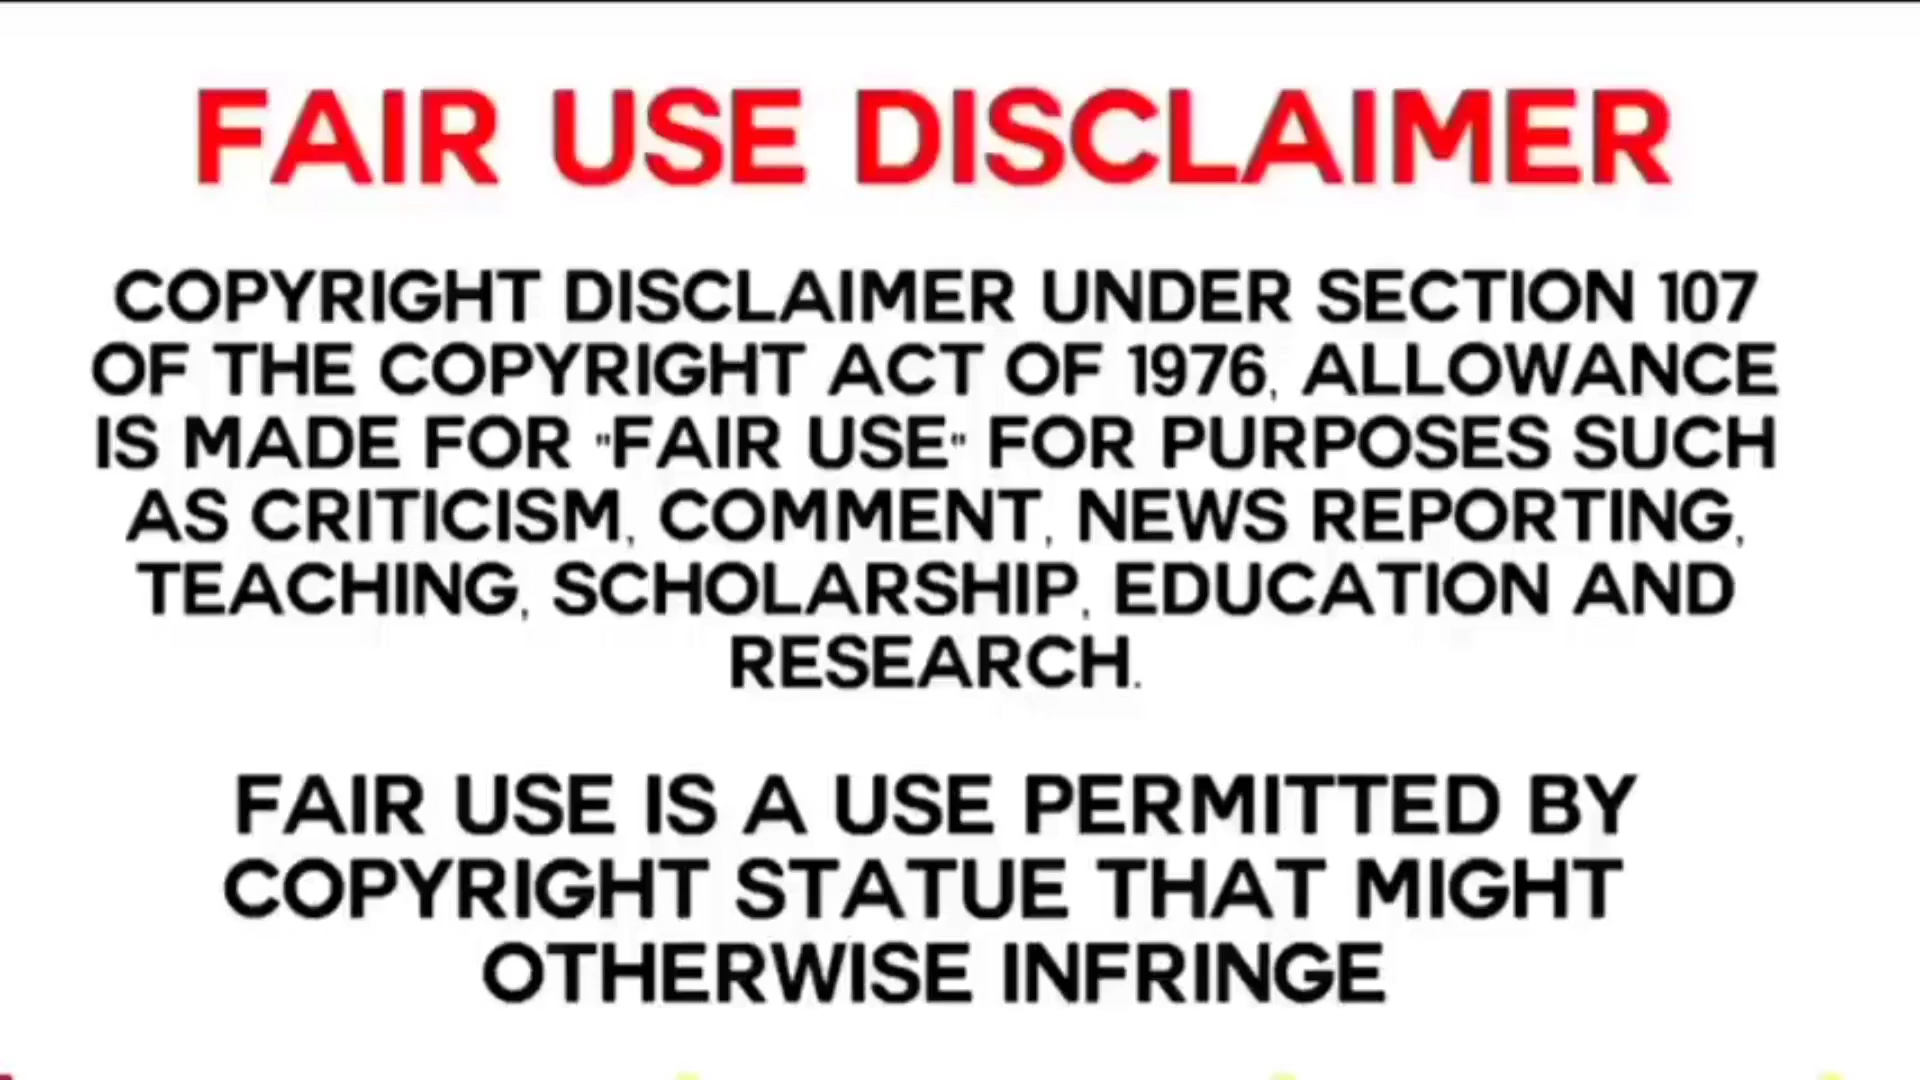 FAIR USE DISCLAIMER
COPYRIGHT DISCLAIMER UNDER SECTION 107
OF THE COPYRIGHT ACT OF 1976, ALLOWANCE
IS MADE FOR "FAIR USE" FOR PURPOSES SUCH
AS CRITICISM, COMMENT, NEWS REPORTING,
TEACHING, SCHOLARSHIP, EDUCATION AND
RESEARCH.
FAIR USE IS A USE PERMITTED BY
COPYRIGHT STATUE THAT MIGHT
OTHERWISE INFRINGE